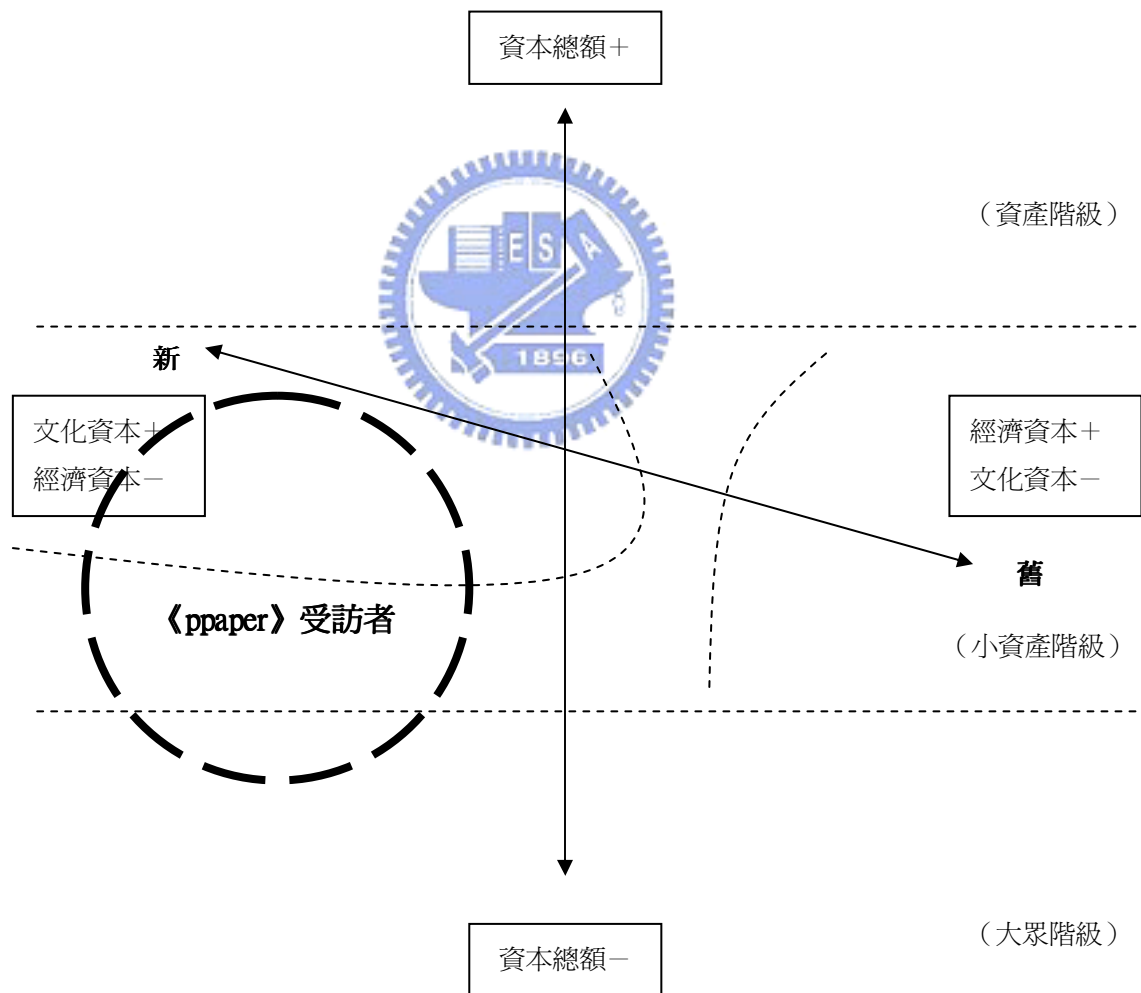 資本總額＋
（資產階級）
E S A
1896
新
文化資本＋
經濟資本－
經濟資本＋
文化資本－
舊
《ppaper》受訪者
（小資產階級）
（大眾階級）
資本總額－